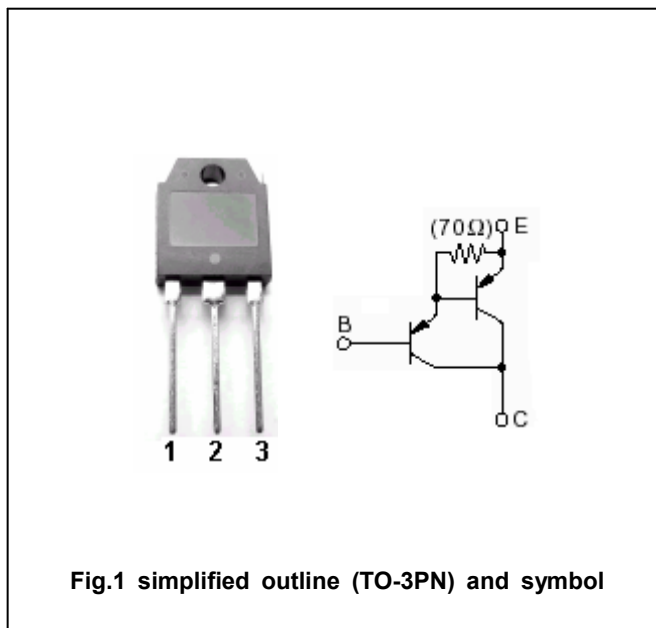 (70Ω) E
B
C
1 2 3
Fig.1 simplified outline (TO-3PN) and symbol